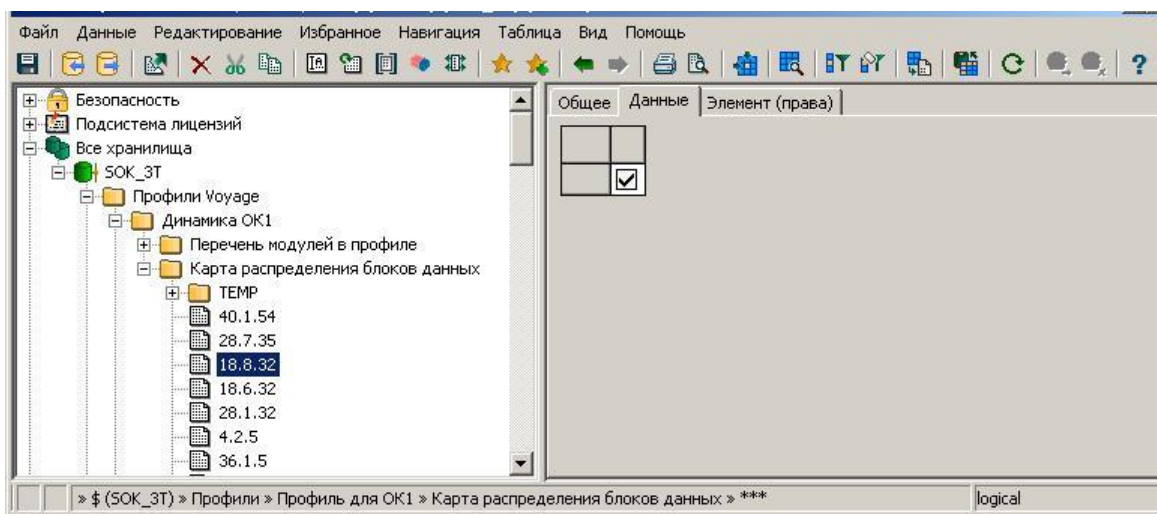 Файл Данные Редактирование Избранное Навигация Таблица Вид Помощь
Безопасность
Подсистема лицензий
Все хранилища
SOK_3T
Профили Voyage
Динамика ОК1
Перечень модулей в профиле
Карта распределения блоков данных
TEMP
40.1.54
28.7.35
18.8.32
18.6.32
28.1.32
4.2.5
36.1.5
Общее Данные Элемент (права)
» $ (SOK_3T) » Профили » Профиль для ОК1 » Карта распределения блоков данных » ***
logical